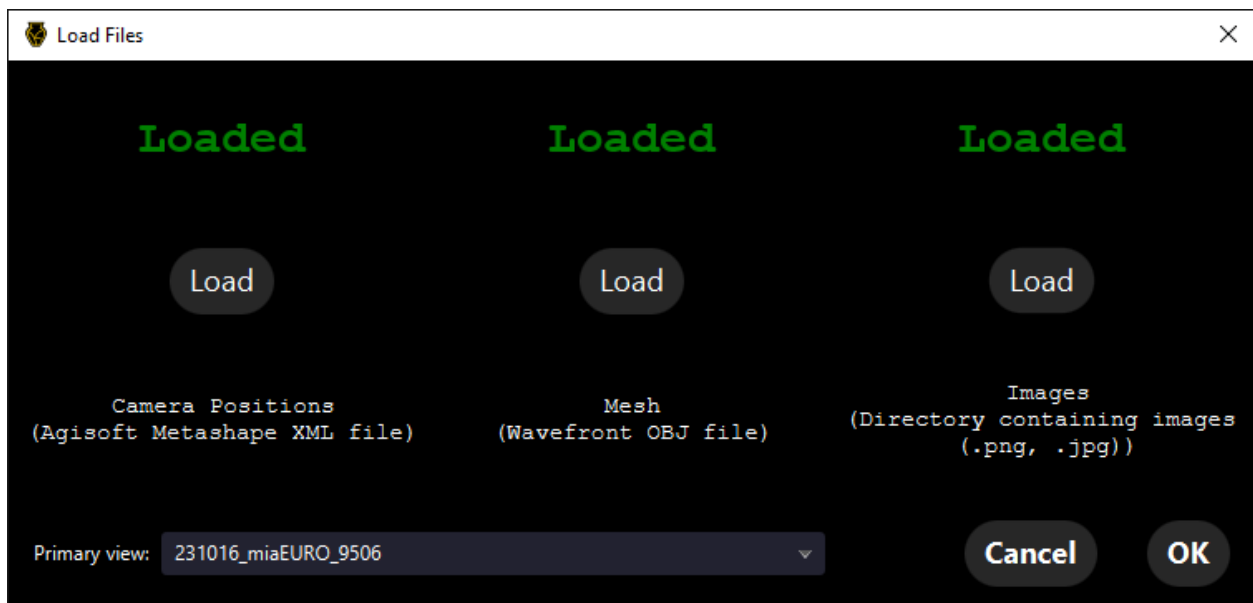 Load Files
Loaded Loaded Loaded
Load Load Load
Camera Positions
(Agisoft Metashape XML file)
Mesh
(Wavefront OBJ file)
Images
(Directory containing images
(.png, .jpg))
Primary view: 231016_miaEURO_9506
Cancel OK